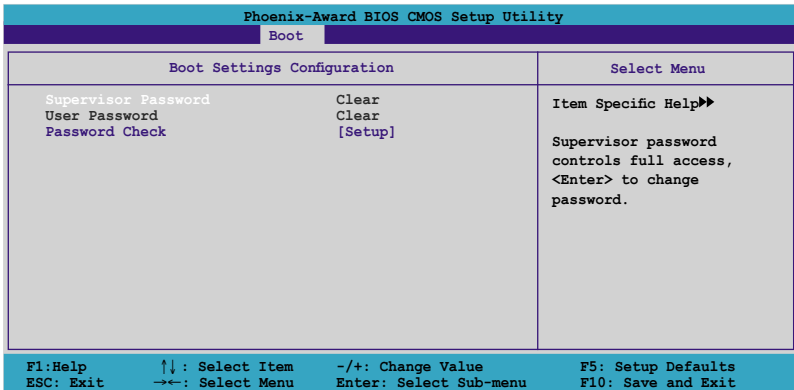 Phoenix-Award BIOS CMOS Setup Utility
Boot
Boot Settings Configuration
Select Menu
Supervisor Password Clear
User Password Clear
Password Check [Setup]
Item Specific Help▶▶
Supervisor password
controls full access,
<Enter> to change
password.
F1:Help ↑↓: Select Item -/+: Change Value F5: Setup Defaults
ESC: Exit →←: Select Menu Enter: Select Sub-menu F10: Save and Exit